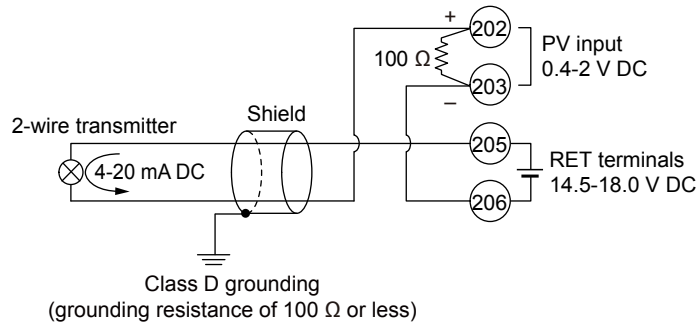 +
202
100 Ω
PV input
0.4-2 V DC
203
−
Shield
2-wire transmitter
205
4-20 mA DC
RET terminals
14.5-18.0 V DC
206
Class D grounding
(grounding resistance of 100 Ω or less)